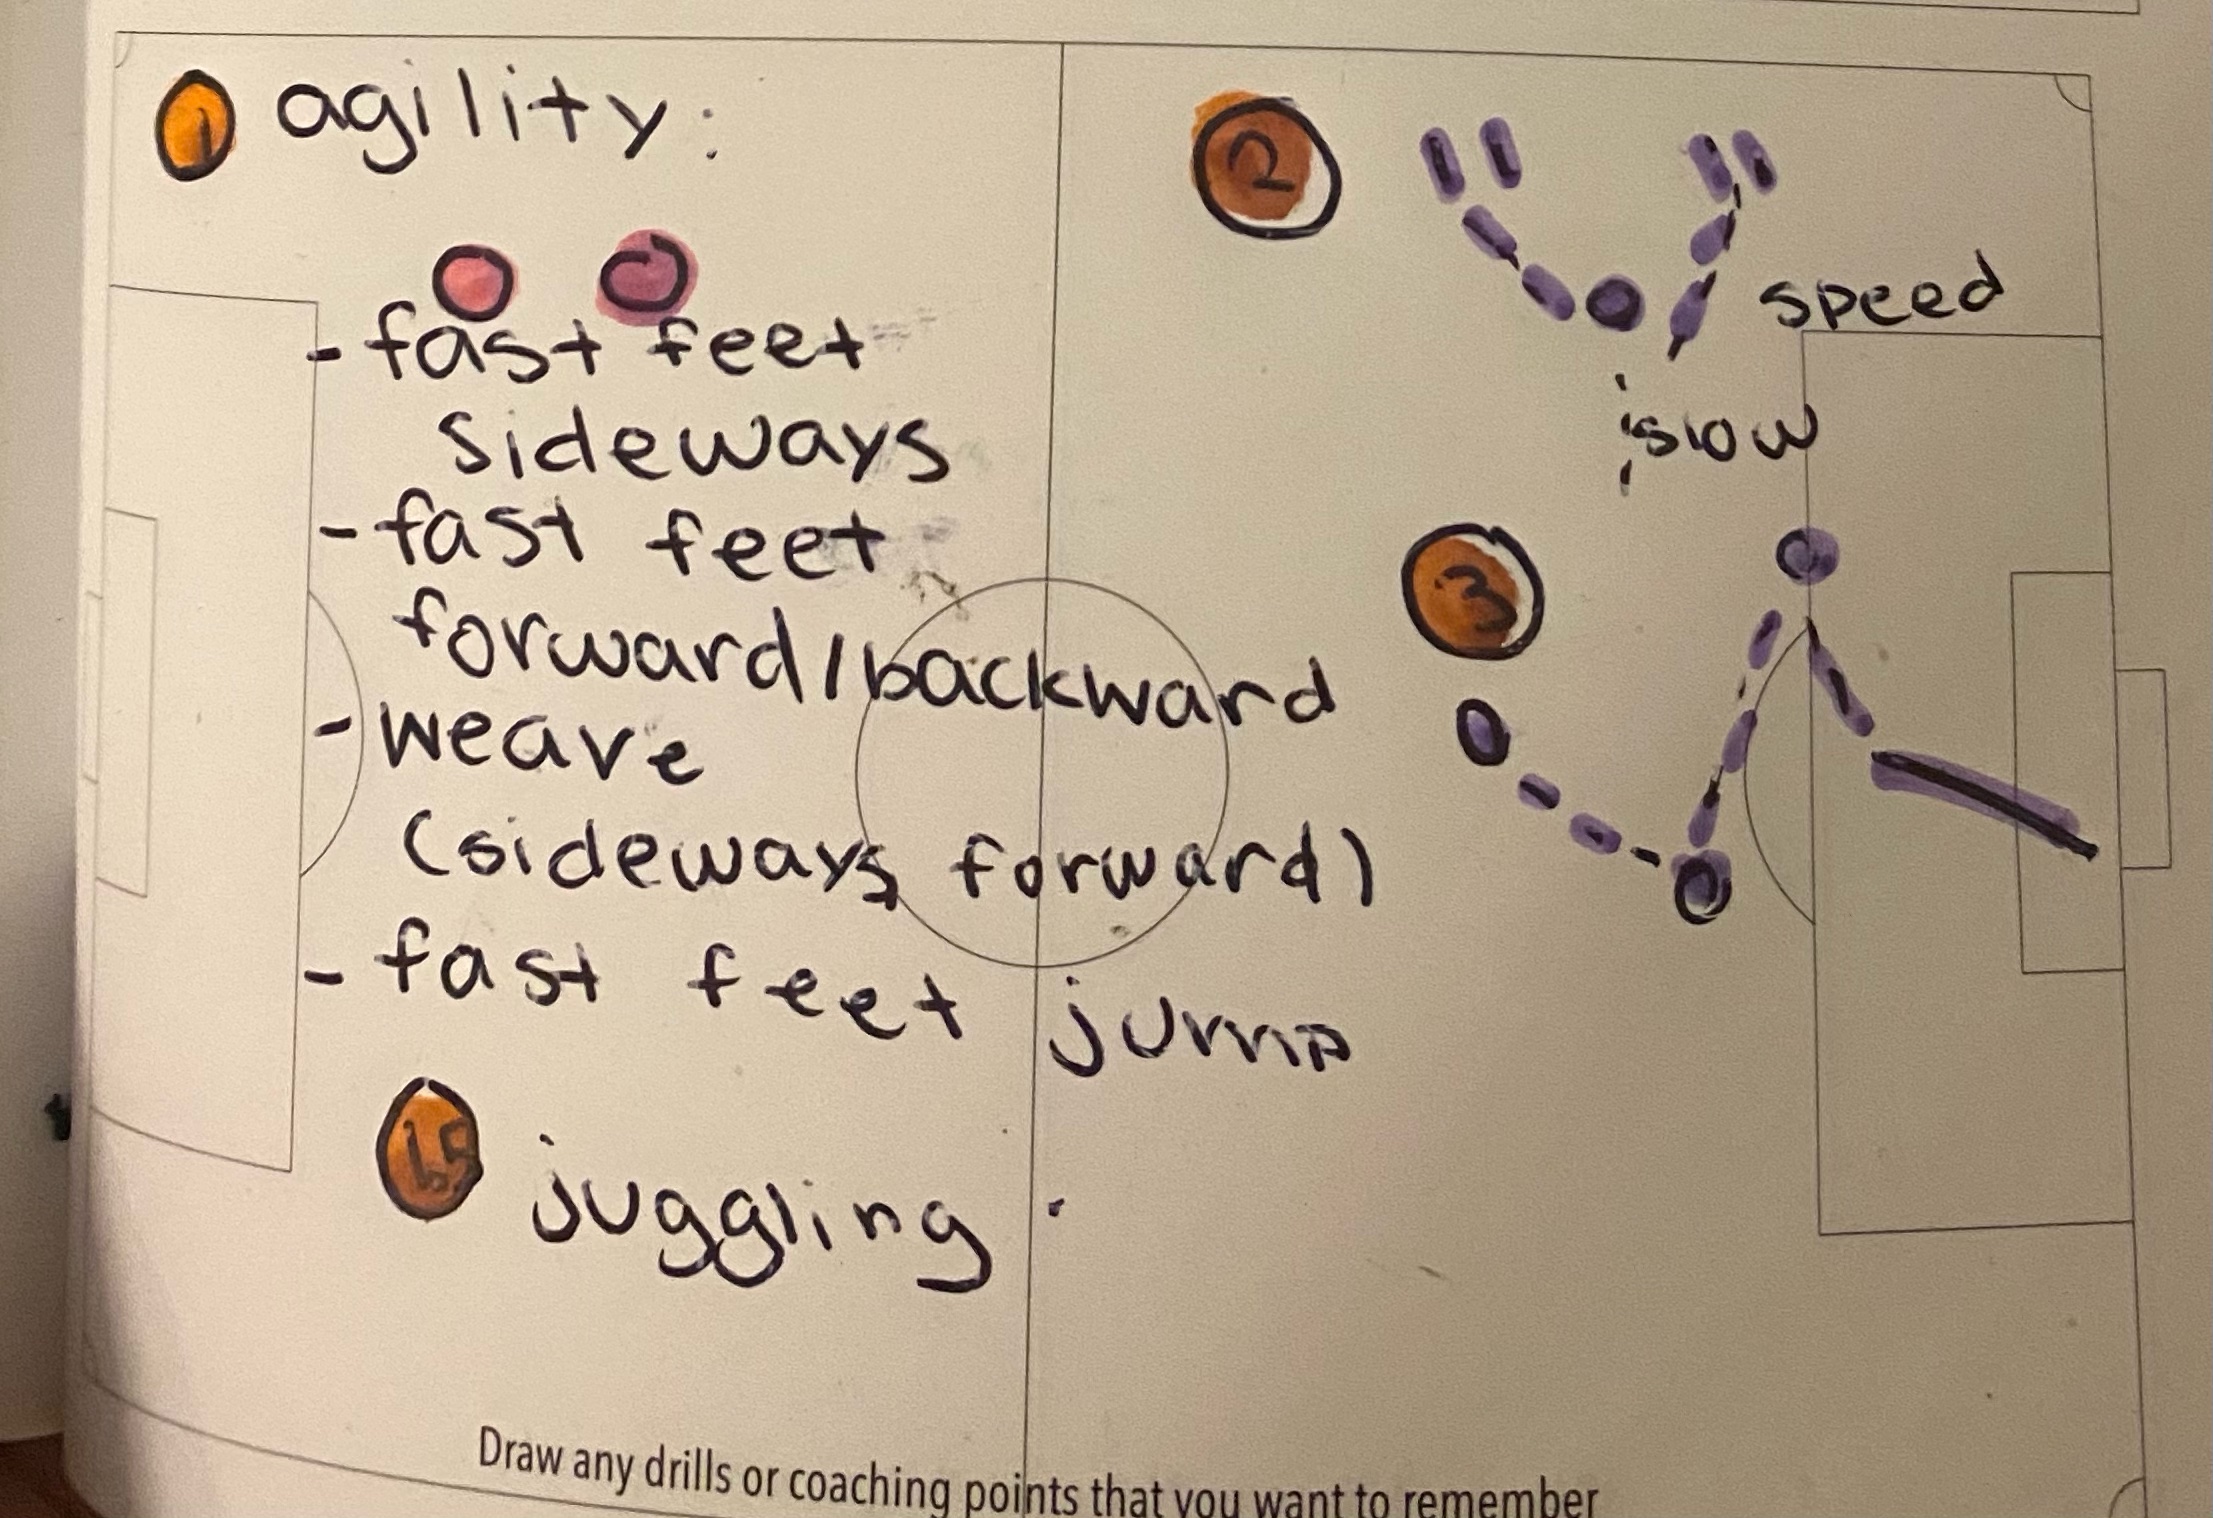 1 agility:
- fast feet
sideways
- fast feet
forward/backward
- weave
(sideways forward)
- fast feet jump
1.5 juggling
2
speed
slow
3
Draw any drills or coaching points that you want to remember